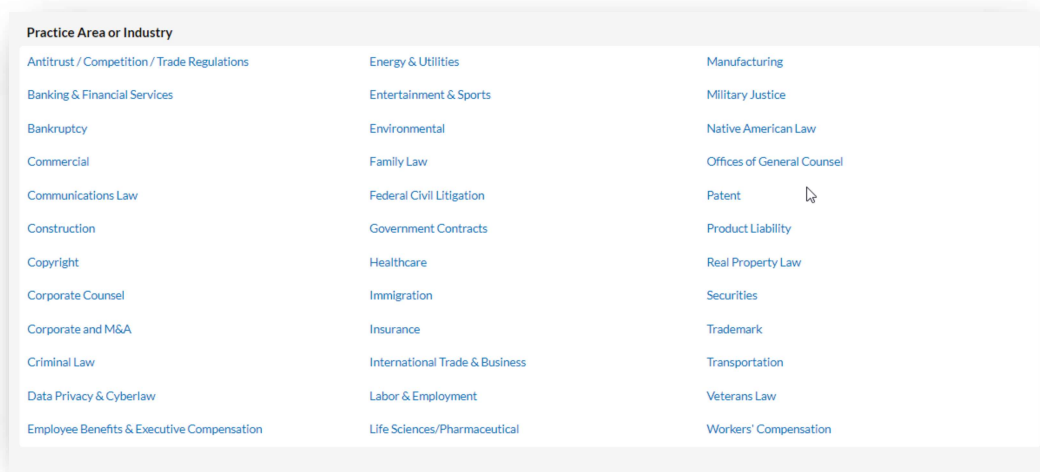 Practice Area or Industry
Antitrust / Competition / Trade Regulations
Banking & Financial Services
Bankruptcy
Commercial
Communications Law
Construction
Copyright
Corporate Counsel
Corporate and M&A
Criminal Law
Data Privacy & Cyberlaw
Employee Benefits & Executive Compensation
Energy & Utilities
Entertainment & Sports
Environmental
Family Law
Federal Civil Litigation
Government Contracts
Healthcare
Immigration
Insurance
International Trade & Business
Labor & Employment
Life Sciences/Pharmaceutical
Manufacturing
Military Justice
Native American Law
Offices of General Counsel
Patent
Product Liability
Real Property Law
Securities
Trademark
Transportation
Veterans Law
Workers' Compensation